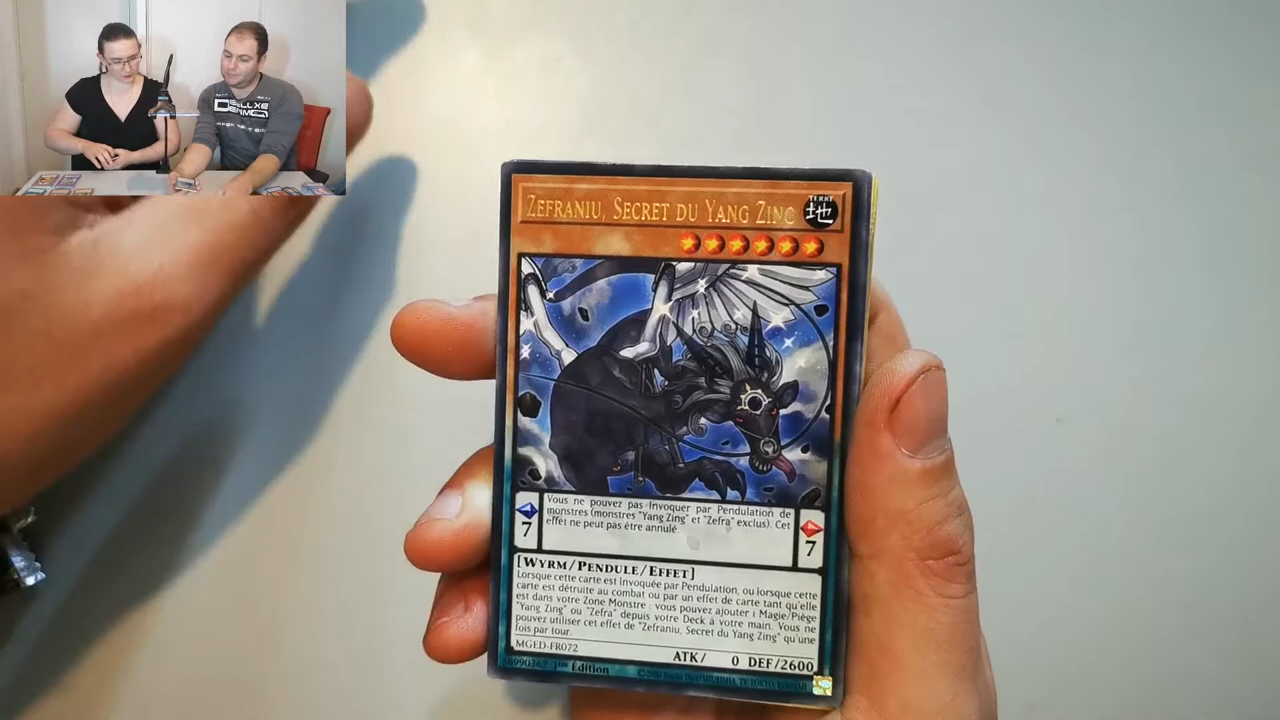 Zefraniu, Secret du Yang Zing
TERRE
地
Vous ne pouvez pas Invoquer par Pendulation de
monstres (monstres "Yang Zing" et "Zefra" exclus). Cet
effet ne peut pas être annulé.
7
7
[Wyrm/Pendule/Effet]
Lorsque cette carte est Invoquée par Pendulation, ou lorsque cette
carte est détruite au combat ou par un effet de carte tant qu'elle
est dans votre Zone Monstre : vous pouvez ajouter 1 Magie/Piège
"Yang Zing" ou "Zefra" depuis votre Deck à votre main. Vous ne
pouvez utiliser cet effet de "Zefraniu, Secret du Yang Zing" qu'une
fois par tour.
MGED-FR072
ATK/ 0 DEF/2600
1ère Édition